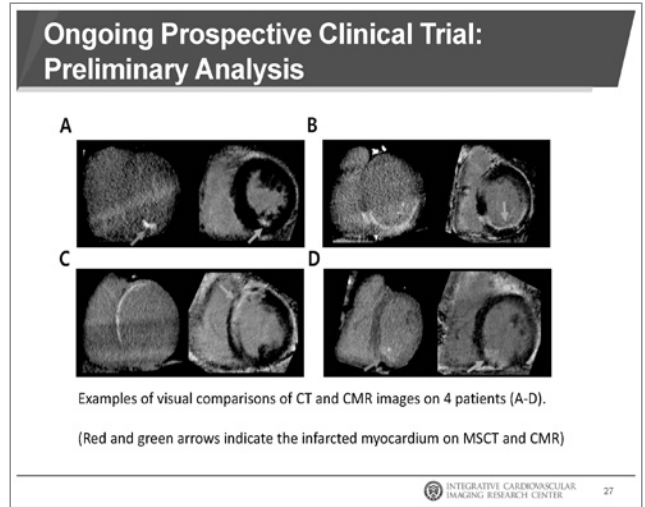 Ongoing Prospective Clinical Trial:
Preliminary Analysis
A
B
C
D
Examples of visual comparisons of CT and CMR images on 4 patients (A-D).
(Red and green arrows indicate the infarcted myocardium on MSCT and CMR)
INTEGRATIVE CARDIOVASCULAR
IMAGING RESEARCH CENTER
27